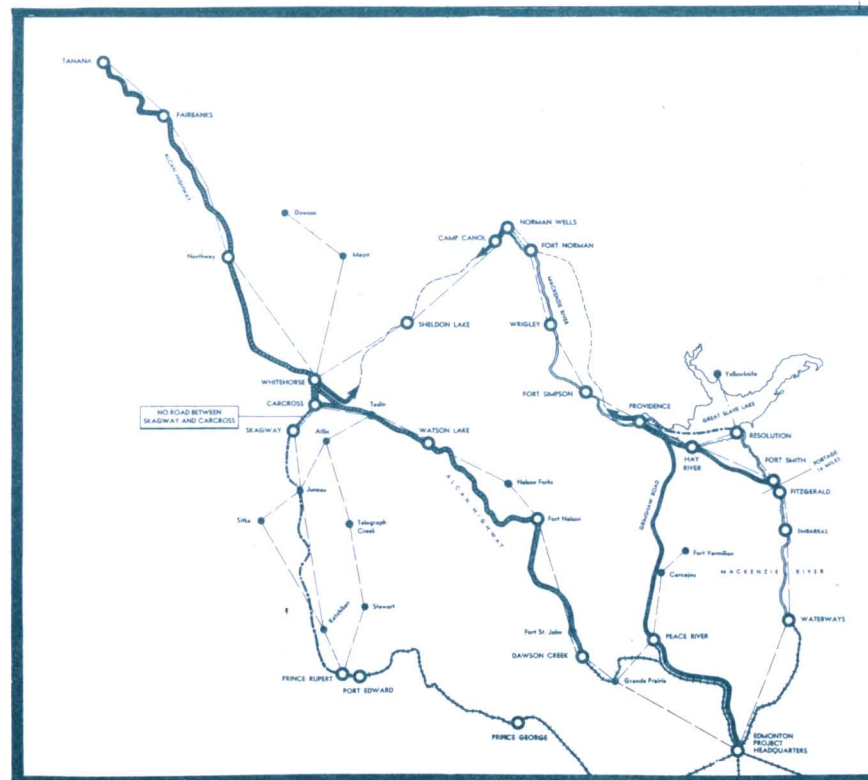 TANANA
FAIRBANKS
ALCAN HIGHWAY
Dawson
Mayo
Northway
NORMAN WELLS
CAMP CANOL
FORT NORMAN
MACKENZIE RIVER
SHELDON LAKE
WRIGLEY
WHITEHORSE
CARCROSS
NO ROAD BETWEEN
SKAGWAY AND CARCROSS
SKAGWAY
Teslin
Atlin
WATSON LAKE
FORT SIMPSON
PROVIDENCE
Yellowknife
GREAT SLAVE LAKE
RESOLUTION
HAY
RIVER
FORT SMITH
PORTAGE
16 MILES
FITZGERALD
Juneau
Sitka
Telegraph
Creek
ALCAN HIGHWAY
Nelson Forks
Fort Nelson
GRIMSHAW ROAD
EMBARRAS
Fort Vermilion
Carcajou
MACKENZIE RIVER
Ketchikan
Stewart
Fort St. John
DAWSON CREEK
PEACE RIVER
WATERWAYS
PRINCE RUPERT
PORT EDWARD
Grande Prairie
PRINCE GEORGE
EDMONTON
PROJECT
HEADQUARTERS